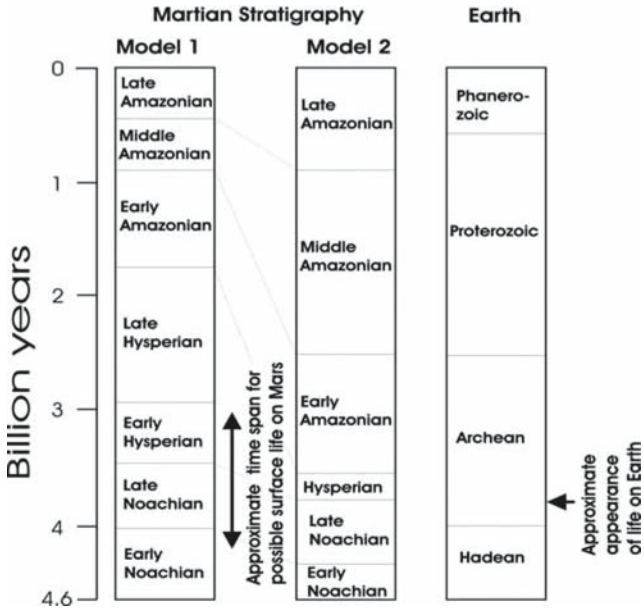 Martian Stratigraphy
Earth
Model 1
Model 2
Billion years
0
1
2
3
4
4.6
Late
Amazonian
Middle
Amazonian
Early
Amazonian
Late
Hysperian
Early
Hysperian
Late
Noachian
Early
Noachian
Approximate time span for
possible surface life on Mars
Late
Amazonian
Middle
Amazonian
Early
Amazonian
Hysperian
Late
Noachian
Early
Noachian
Phanero-
zoic
Proterozoic
Archean
Hadean
Approximate
appearance
of life on Earth